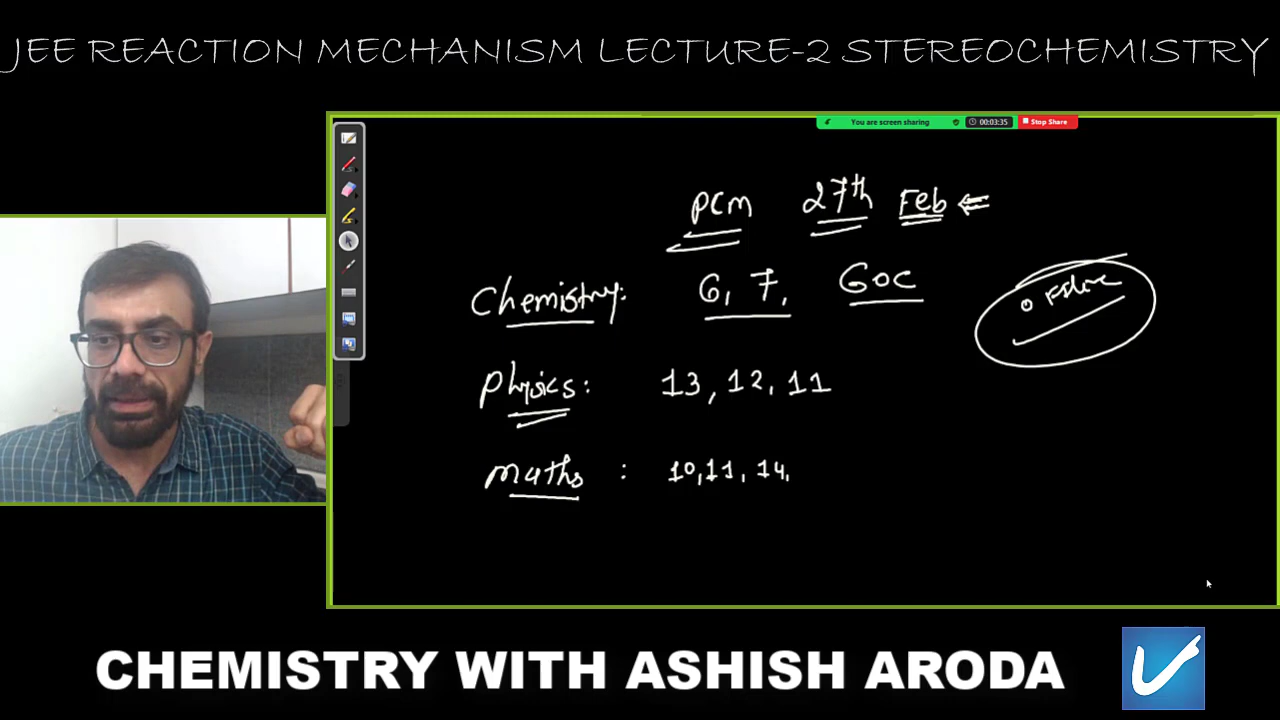 JEE REACTION MECHANISM LECTURE-2 STEREOCHEMISTRY
You are screen sharing 00:03:35 Stop Share
PCM 27th Feb
Chemistry: 6, 7, GOC
Physics: 13, 12, 11
Maths : 10, 11, 14,
CHEMISTRY WITH ASHISH ARODA